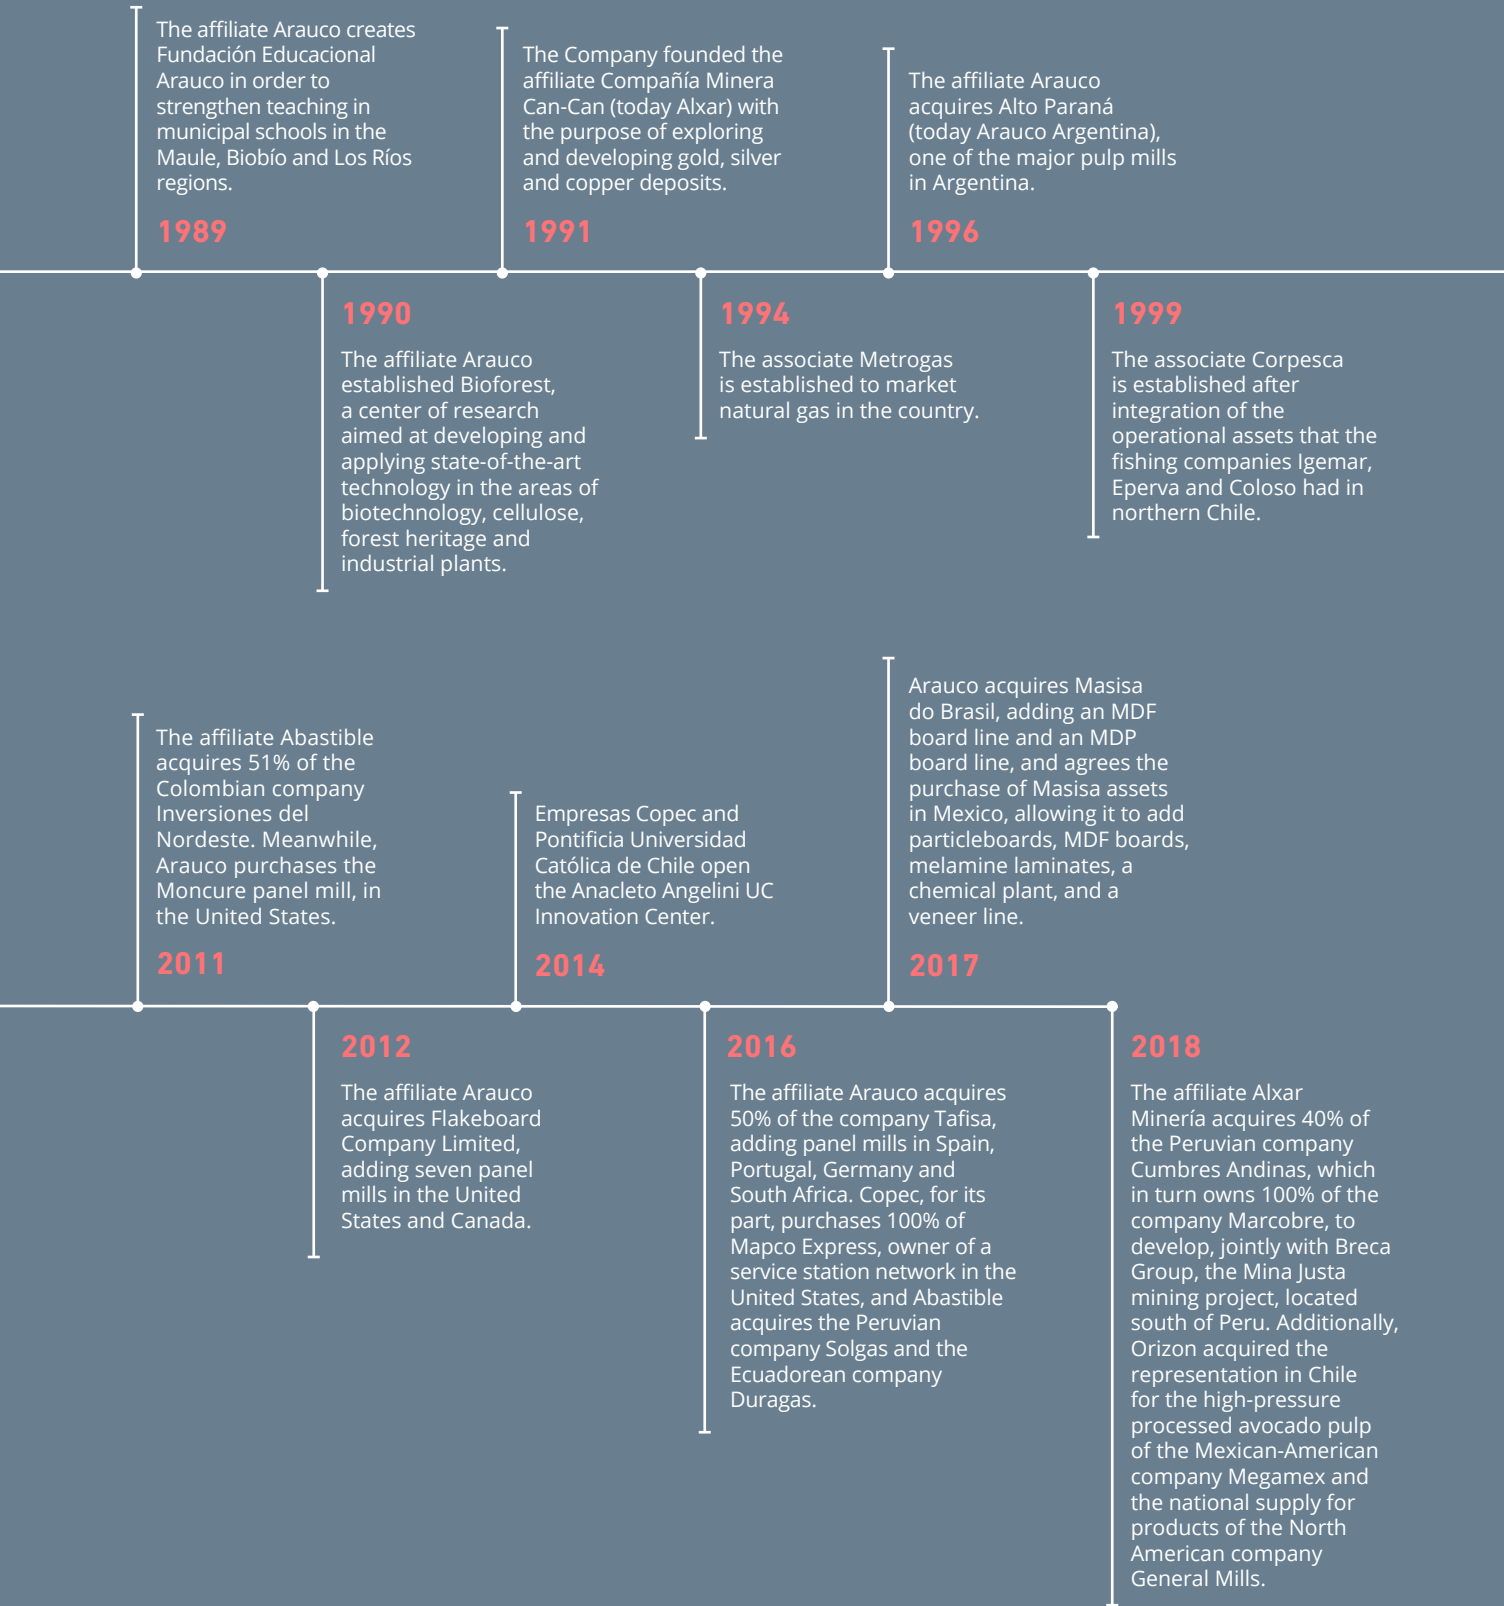 The affiliate Arauco creates
Fundación Educacional
Arauco in order to
strengthen teaching in
municipal schools in the
Maule, Biobío and Los Ríos
regions.
1989
1990
The affiliate Arauco
established Bioforest,
a center of research
aimed at developing and
applying state-of-the-art
technology in the areas of
biotechnology, cellulose,
forest heritage and
industrial plants.
The Company founded the
affiliate Compañía Minera
Can-Can (today Alxar) with
the purpose of exploring
and developing gold, silver
and copper deposits.
1991
1994
The associate Metrogas
is established to market
natural gas in the country.
The affiliate Arauco
acquires Alto Paraná
(today Arauco Argentina),
one of the major pulp mills
in Argentina.
1996
1999
The associate Corpesca
is established after
integration of the
operational assets that the
fishing companies Igemar,
Eperva and Coloso had in
northern Chile.
The affiliate Abastible
acquires 51% of the
Colombian company
Inversiones del
Nordeste. Meanwhile,
Arauco purchases the
Moncure panel mill, in
the United States.
2011
2012
The affiliate Arauco
acquires Flakeboard
Company Limited,
adding seven panel
mills in the United
States and Canada.
Empresas Copec and
Pontificia Universidad
Católica de Chile open
the Anacleto Angelini UC
Innovation Center.
2014
2016
The affiliate Arauco acquires
50% of the company Tafisa,
adding panel mills in Spain,
Portugal, Germany and
South Africa. Copec, for its
part, purchases 100% of
Mapco Express, owner of a
service station network in the
United States, and Abastible
acquires the Peruvian
company Solgas and the
Ecuadorean company
Duragas.
Arauco acquires Masisa
do Brasil, adding an MDF
board line and an MDP
board line, and agrees the
purchase of Masisa assets
in Mexico, allowing it to add
particleboards, MDF boards,
melamine laminates, a
chemical plant, and a
veneer line.
2017
2018
The affiliate Alxar
Minería acquires 40% of
the Peruvian company
Cumbres Andinas, which
in turn owns 100% of the
company Marcobre, to
develop, jointly with Breca
Group, the Mina Justa
mining project, located
south of Peru. Additionally,
Orizon acquired the
representation in Chile
for the high-pressure
processed avocado pulp
of the Mexican-American
company Megamex and
the national supply for
products of the North
American company
General Mills.